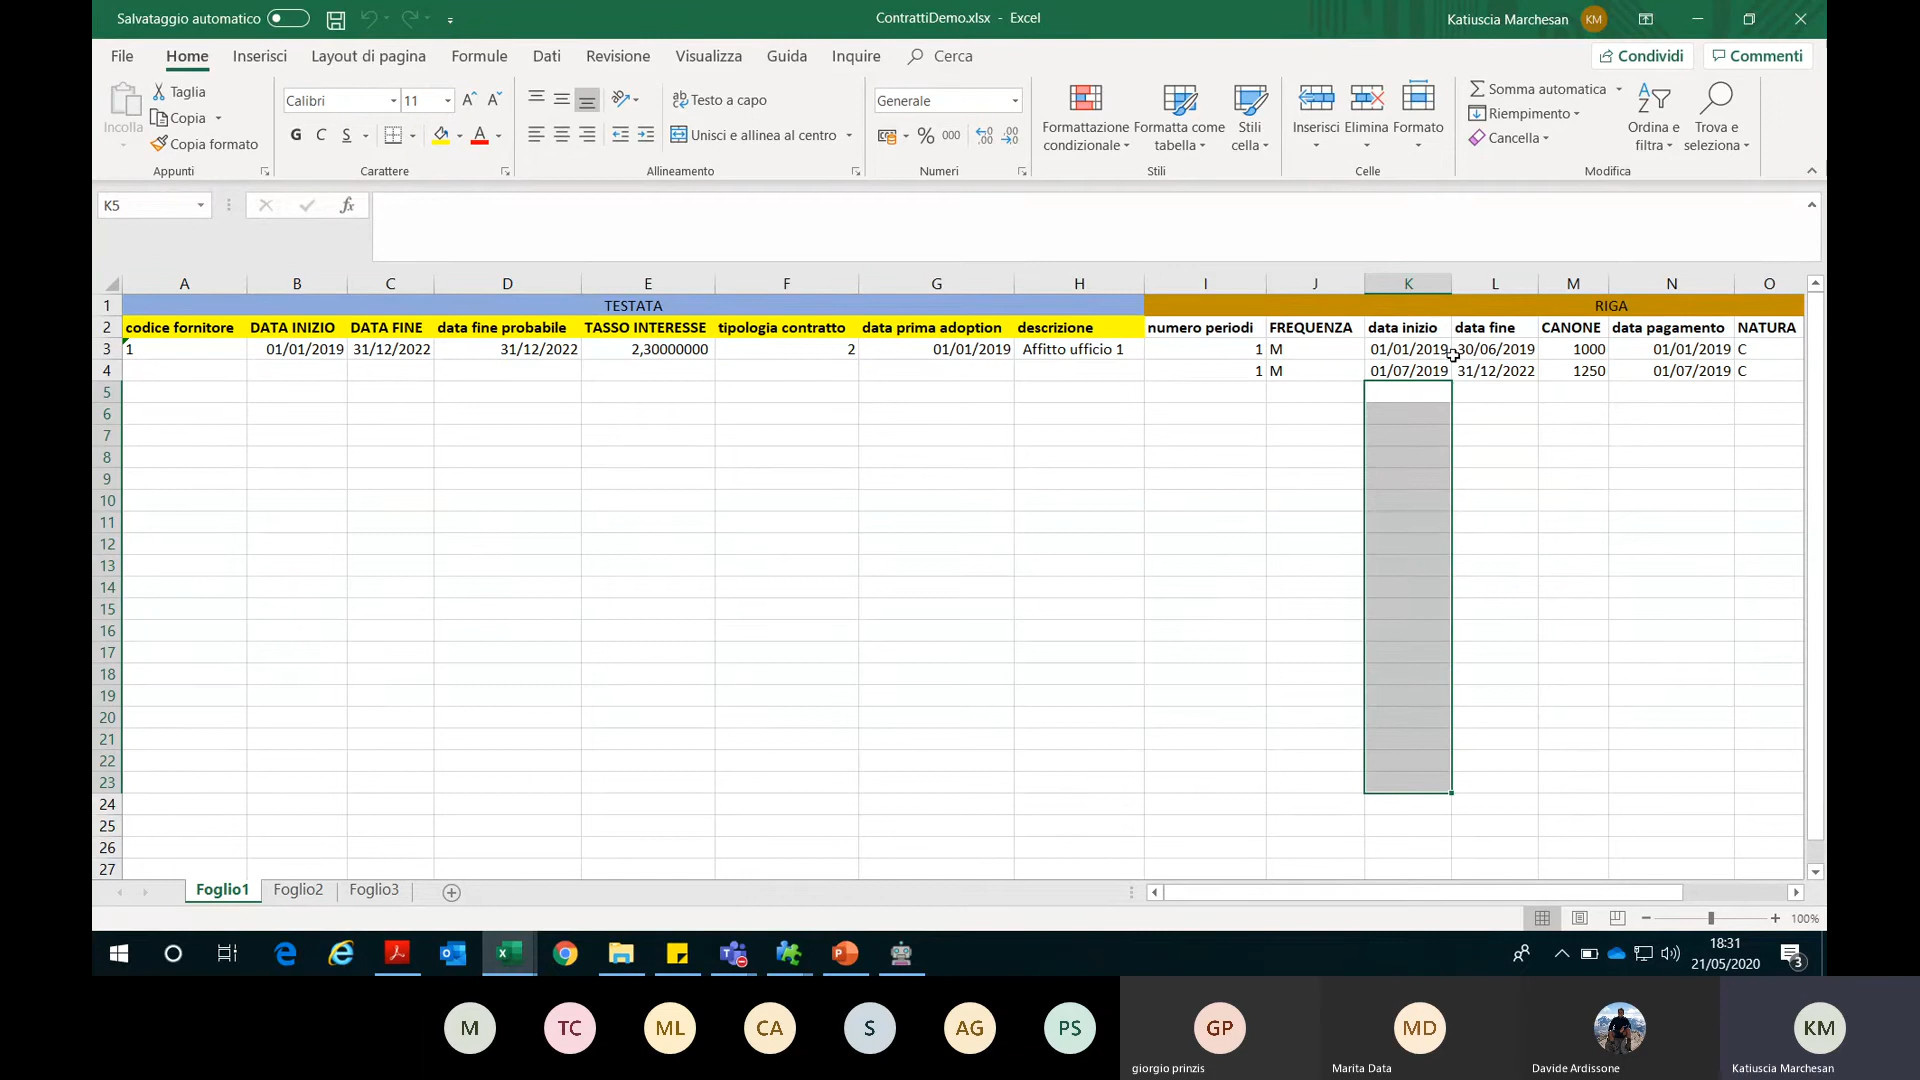 Salvataggio automatico
ContrattiDemo.xlsx - Excel
Katiuscia Marchesan KM
File Home Inserisci Layout di pagina Formule Dati Revisione Visualizza Guida Inquire Cerca Condividi Commenti
Incolla
Taglia
Copia
Copia formato
Appunti
Calibri 11
G C S A
Carattere
Testo a capo
Unisci e allinea al centro
Allineamento
Generale
% 000
Numeri
Formattazione condizionale
Formatta come tabella
Stili cella
Stili
Inserisci
Elimina
Formato
Celle
Somma automatica
Riempimento
Cancella
Ordina e filtra
Trova e seleziona
Modifica
K5 fx
A B C D E F G H I J K L M N O
1 TESTATA RIGA
2 codice fornitore DATA INIZIO DATA FINE data fine probabile TASSO INTERESSE tipologia contratto data prima adoption descrizione numero periodi FREQUENZA data inizio data fine CANONE data pagamento NATURA
3 1 01/01/2019 31/12/2022 31/12/2022 2,30000000 2 01/01/2019 Affitto ufficio 1 1 M 01/01/2019 30/06/2019 1000 01/01/2019 C
4 1 M 01/07/2019 31/12/2022 1250 01/07/2019 C
5
6
7
8
9
10
11
12
13
14
15
16
17
18
19
20
21
22
23
24
25
26
27
Foglio1 Foglio2 Foglio3
100%
18:31
21/05/2020
3
M TC ML CA S AG PS GP MD KM
giorgio prinzis Marita Data Davide Ardissone Katiuscia Marchesan